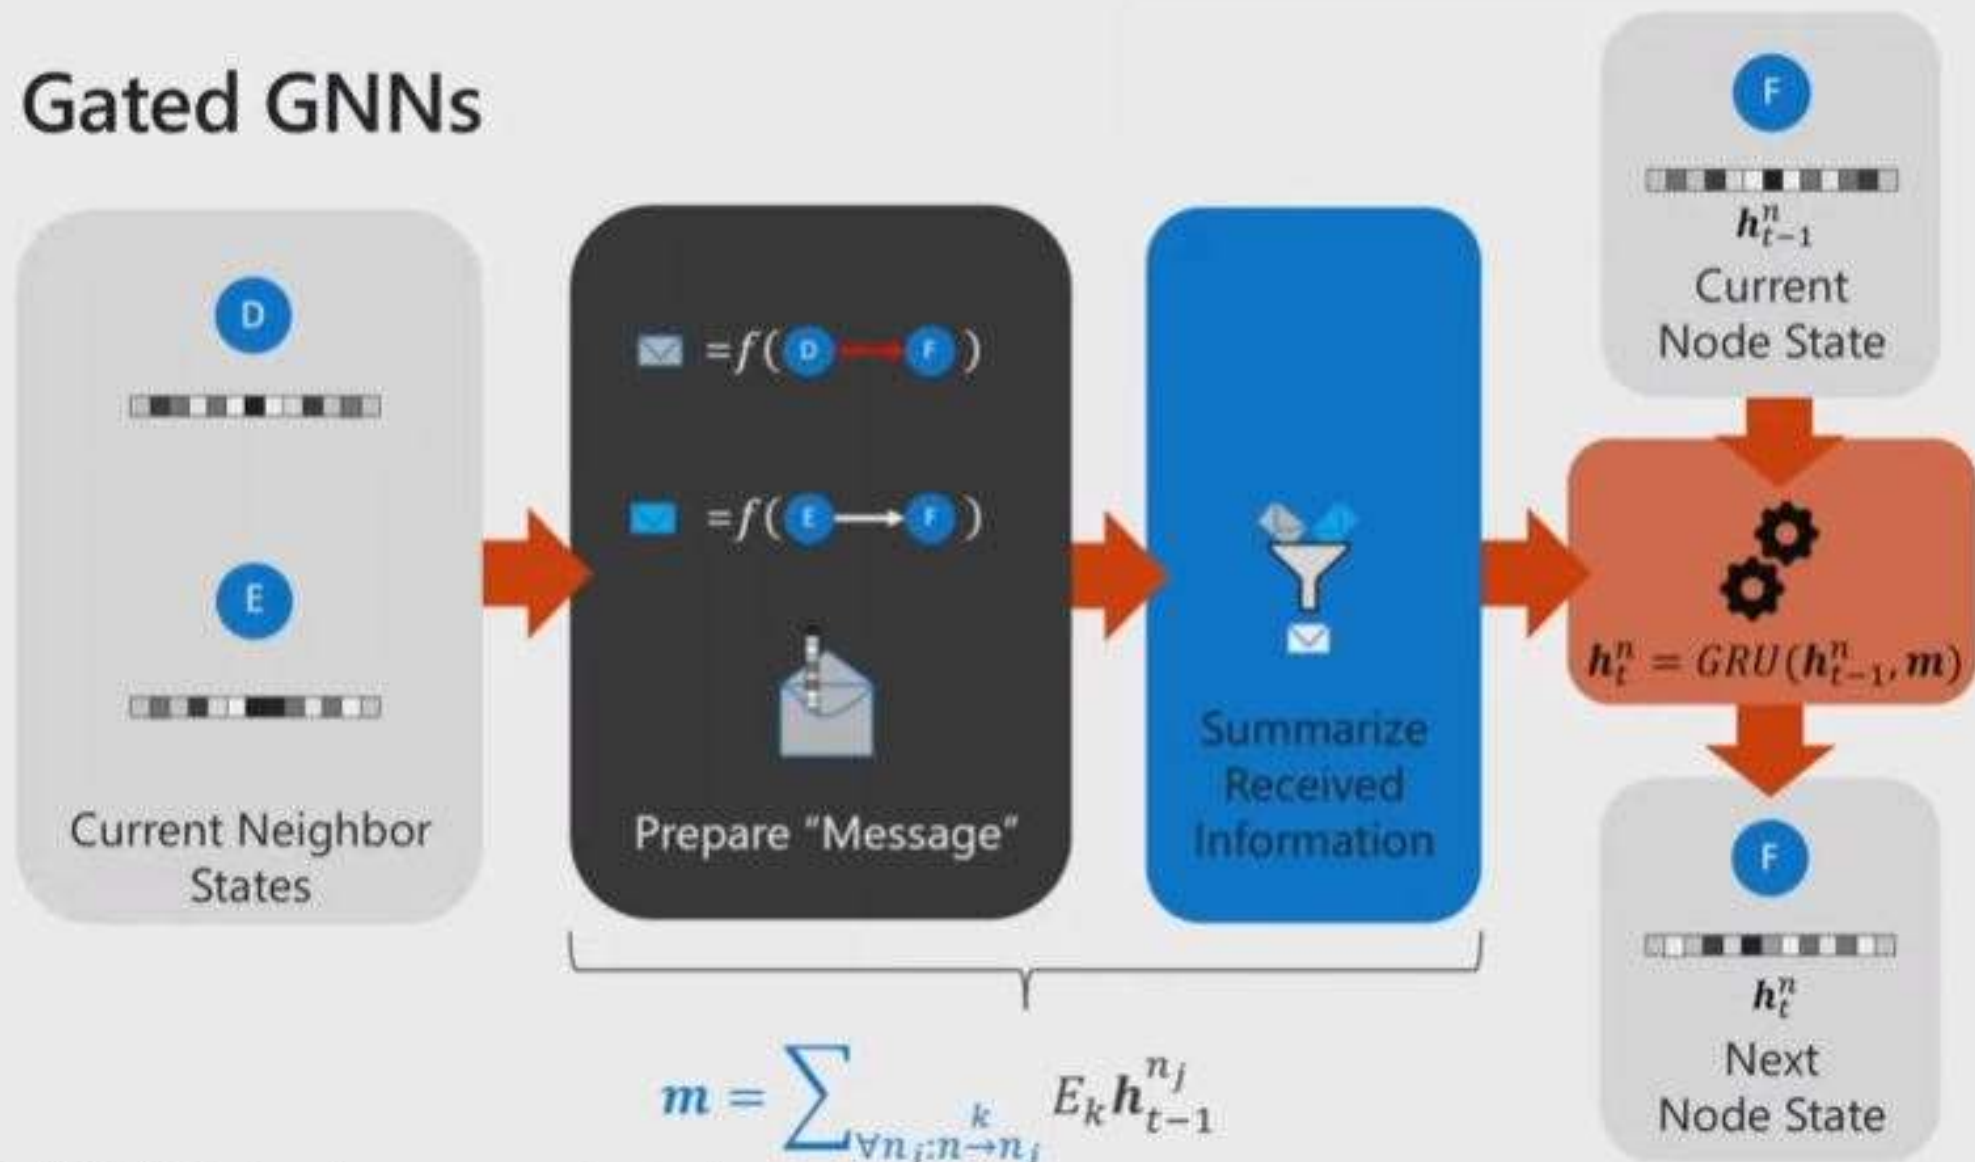 Gated GNNs
D
E
Current Neighbor
States
=f( D F )
=f( E F )
Prepare "Message"
Summarize
Received
Information
F
h^n_{t-1}
Current
Node State
h^n_t = GRU(h^n_{t-1}, m)
F
h^n_t
Next
Node State
m = ∑_{∀n_j:n→^k n_j} E_k h^{n_j}_{t-1}